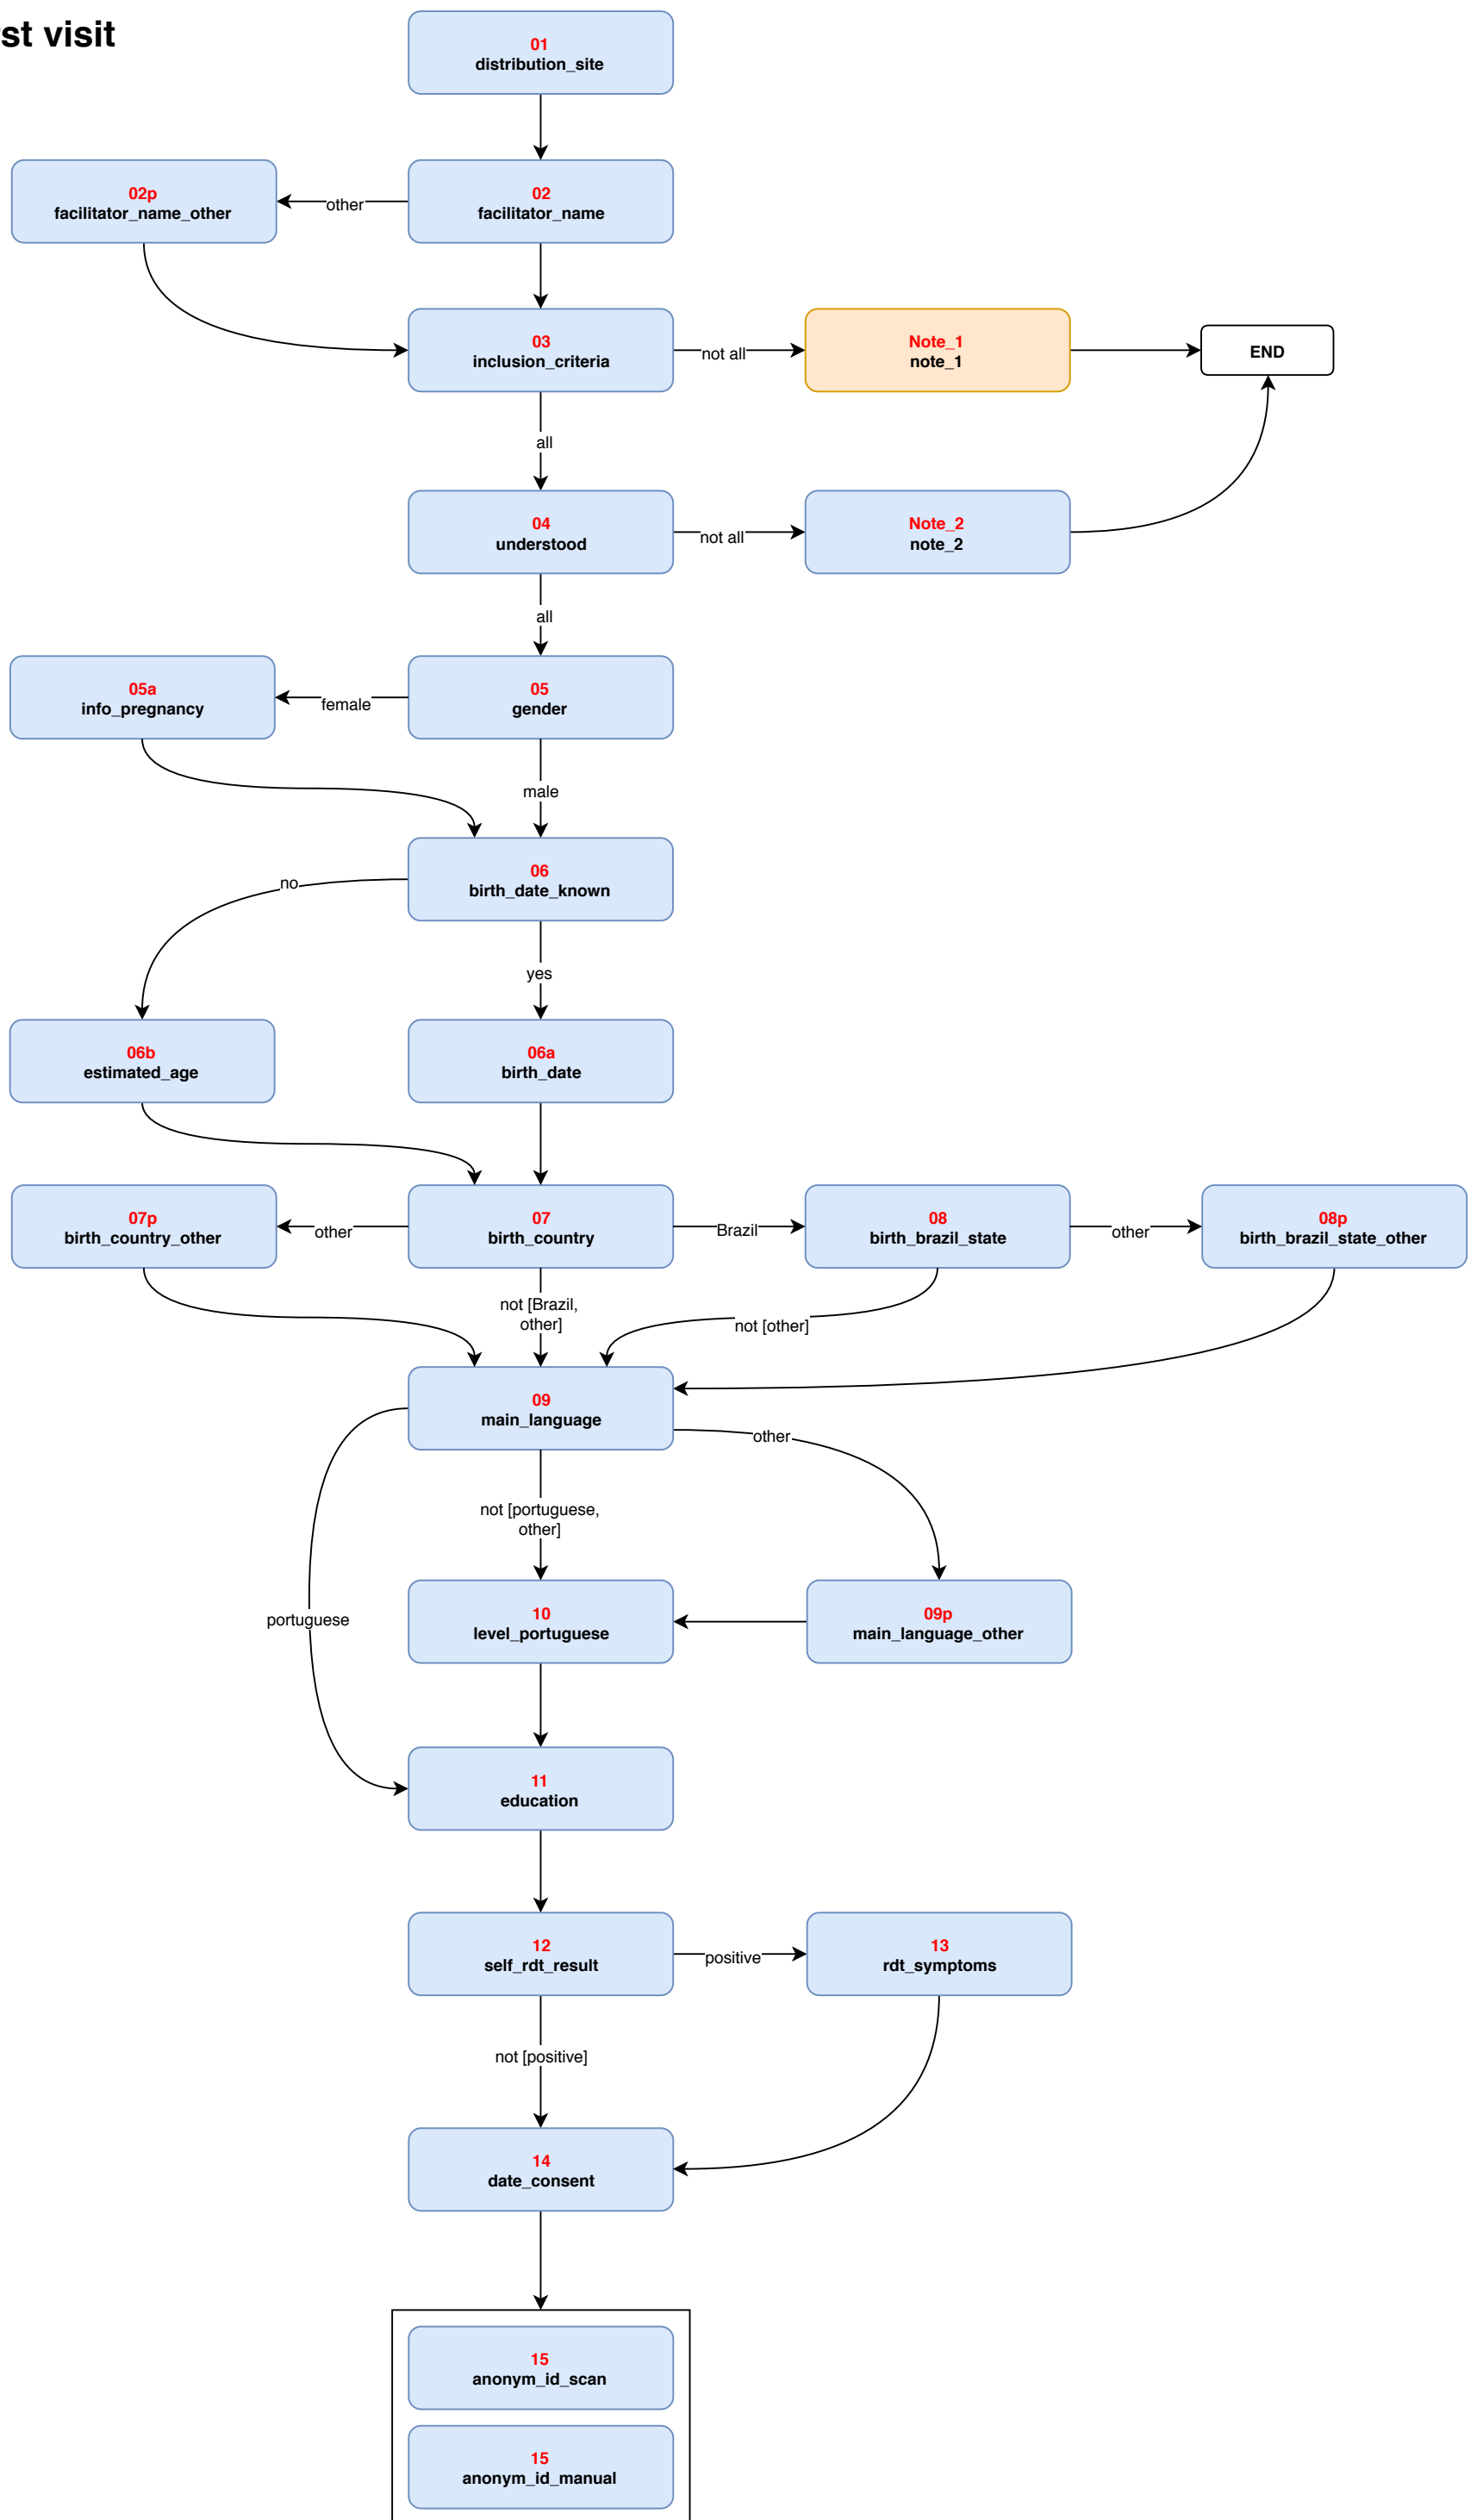 st visit
01
distribution_site
02p
facilitator_name_other
other
02
facilitator_name
03
inclusion_criteria
not all
Note_1
note_1
END
all
04
understood
not all
Note_2
note_2
all
05a
info_pregnancy
female
05
gender
male
06
birth_date_known
no
yes
06b
estimated_age
06a
birth_date
07p
birth_country_other
other
07
birth_country
Brazil
08
birth_brazil_state
other
08p
birth_brazil_state_other
not [Brazil,
other]
not [other]
09
main_language
other
not [portuguese,
other]
portuguese
10
level_portuguese
09p
main_language_other
11
education
12
self_rdt_result
positive
13
rdt_symptoms
not [positive]
14
date_consent
15
anonym_id_scan
15
anonym_id_manual